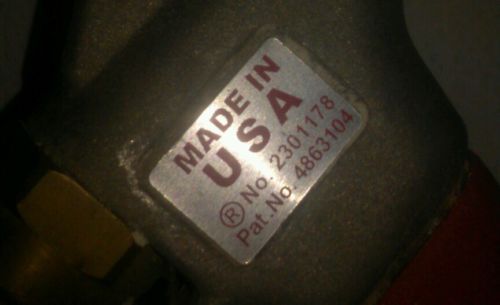 MADE IN
USA
® No. 2301178
Pat. No. 4863104